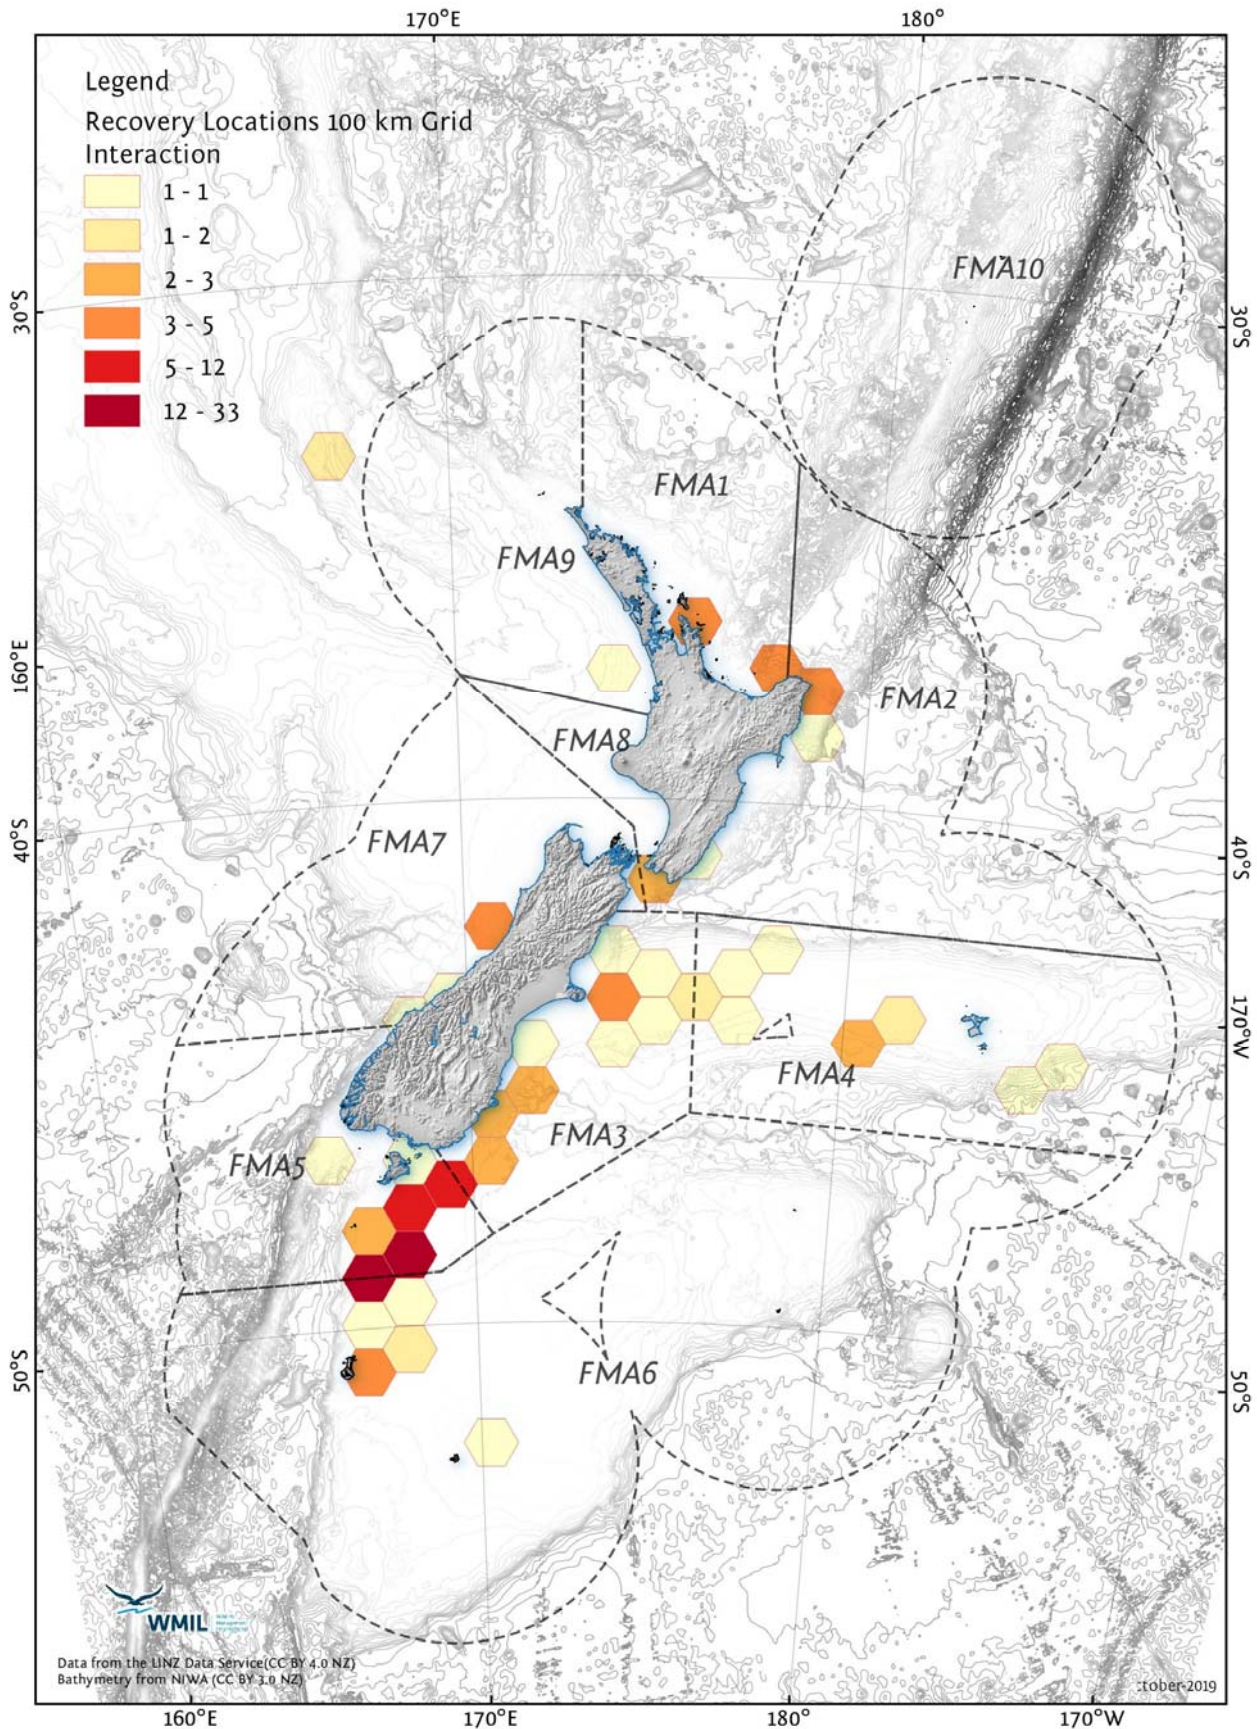 170°E 180°
Legend
Recovery Locations 100 km Grid
Interaction
1 - 1
1 - 2
2 - 3
3 - 5
5 - 12
12 - 33
FMA10
30°S 30°S
FMA1
FMA9
160°E
FMA2
FMA8
FMA7
40°S 40°S
170°W
FMA4
FMA3
FMA5
FMA6
50°S 50°S
WMIL
Data from the LINZ Data Service(CC BY 4.0 NZ)
Bathymetry from NIWA (CC BY 3.0 NZ)
tober-2019
160°E 170°E 180° 170°W